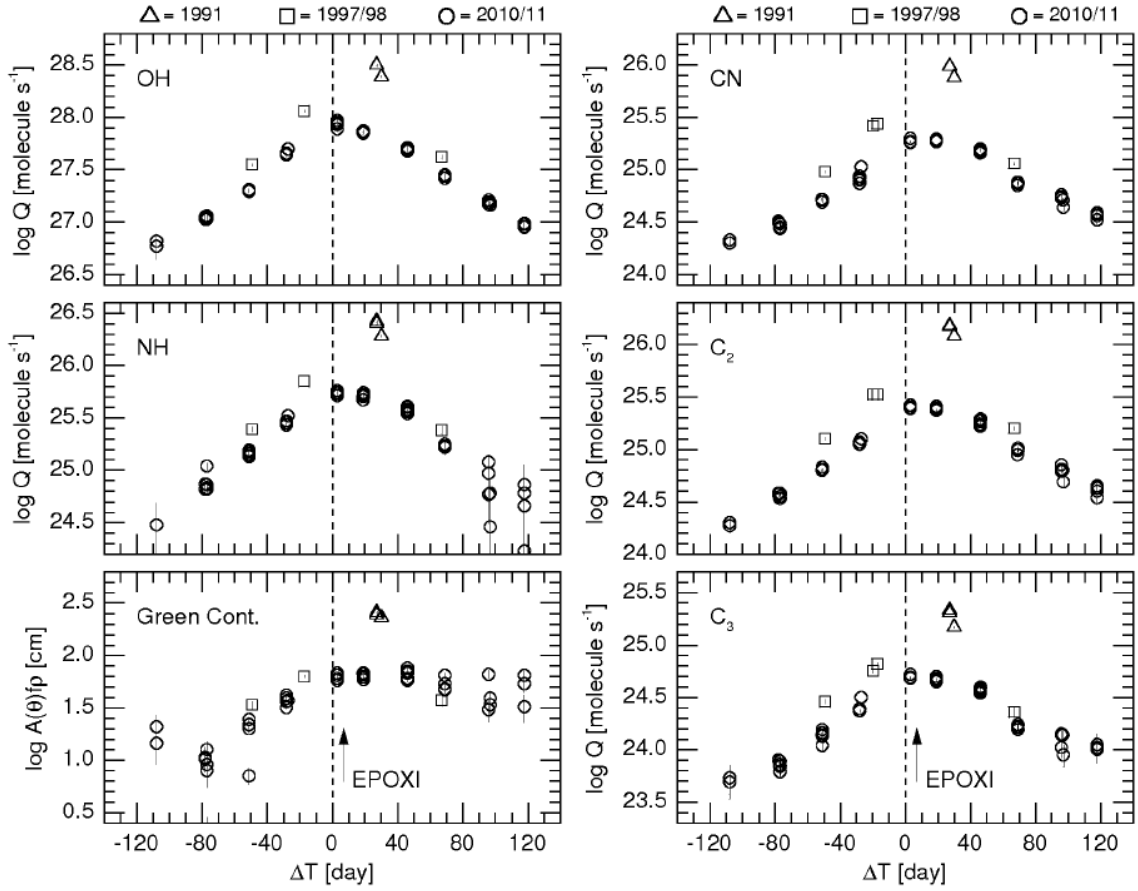 △ = 1991 □ = 1997/98 ○ = 2010/11
△ = 1991 □ = 1997/98 ○ = 2010/11
OH
log Q [molecule s⁻¹]
28.5
28.0
27.5
27.0
26.5
CN
log Q [molecule s⁻¹]
26.0
25.5
25.0
24.5
24.0
NH
log Q [molecule s⁻¹]
26.5
26.0
25.5
25.0
24.5
C₂
log Q [molecule s⁻¹]
26.0
25.5
25.0
24.5
24.0
Green Cont.
log A(θ)fρ [cm]
2.5
2.0
1.5
1.0
0.5
EPOXI
-120 -80 -40 0 40 80 120
ΔT [day]
C₃
log Q [molecule s⁻¹]
25.5
25.0
24.5
24.0
23.5
EPOXI
-120 -80 -40 0 40 80 120
ΔT [day]